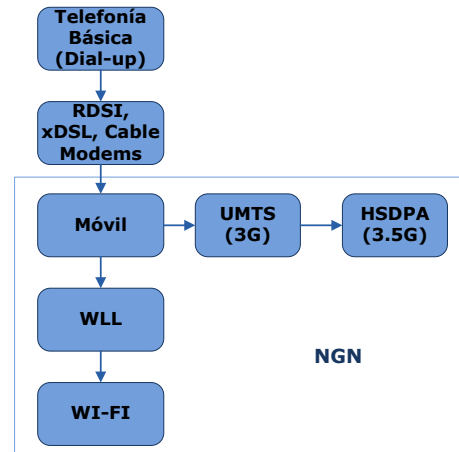 Telefonía
Básica
(Dial-up)
RDSI,
xDSL, Cable
Modems
Móvil
UMTS
(3G)
HSDPA
(3.5G)
WLL
NGN
WI-FI